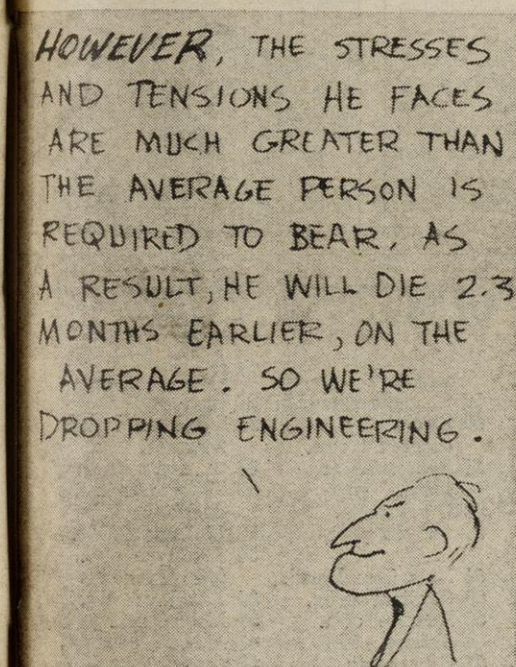 HOWEVER, THE STRESSES
AND TENSIONS HE FACES
ARE MUCH GREATER THAN
THE AVERAGE PERSON IS
REQUIRED TO BEAR. AS
A RESULT, HE WILL DIE 2.3
MONTHS EARLIER, ON THE
AVERAGE. SO WE'RE
DROPPING ENGINEERING.